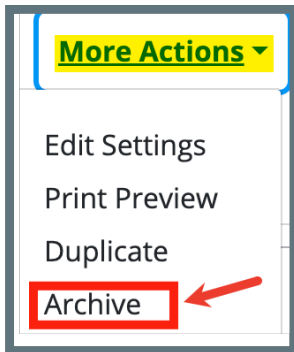 More Actions
Edit Settings
Print Preview
Duplicate
Archive